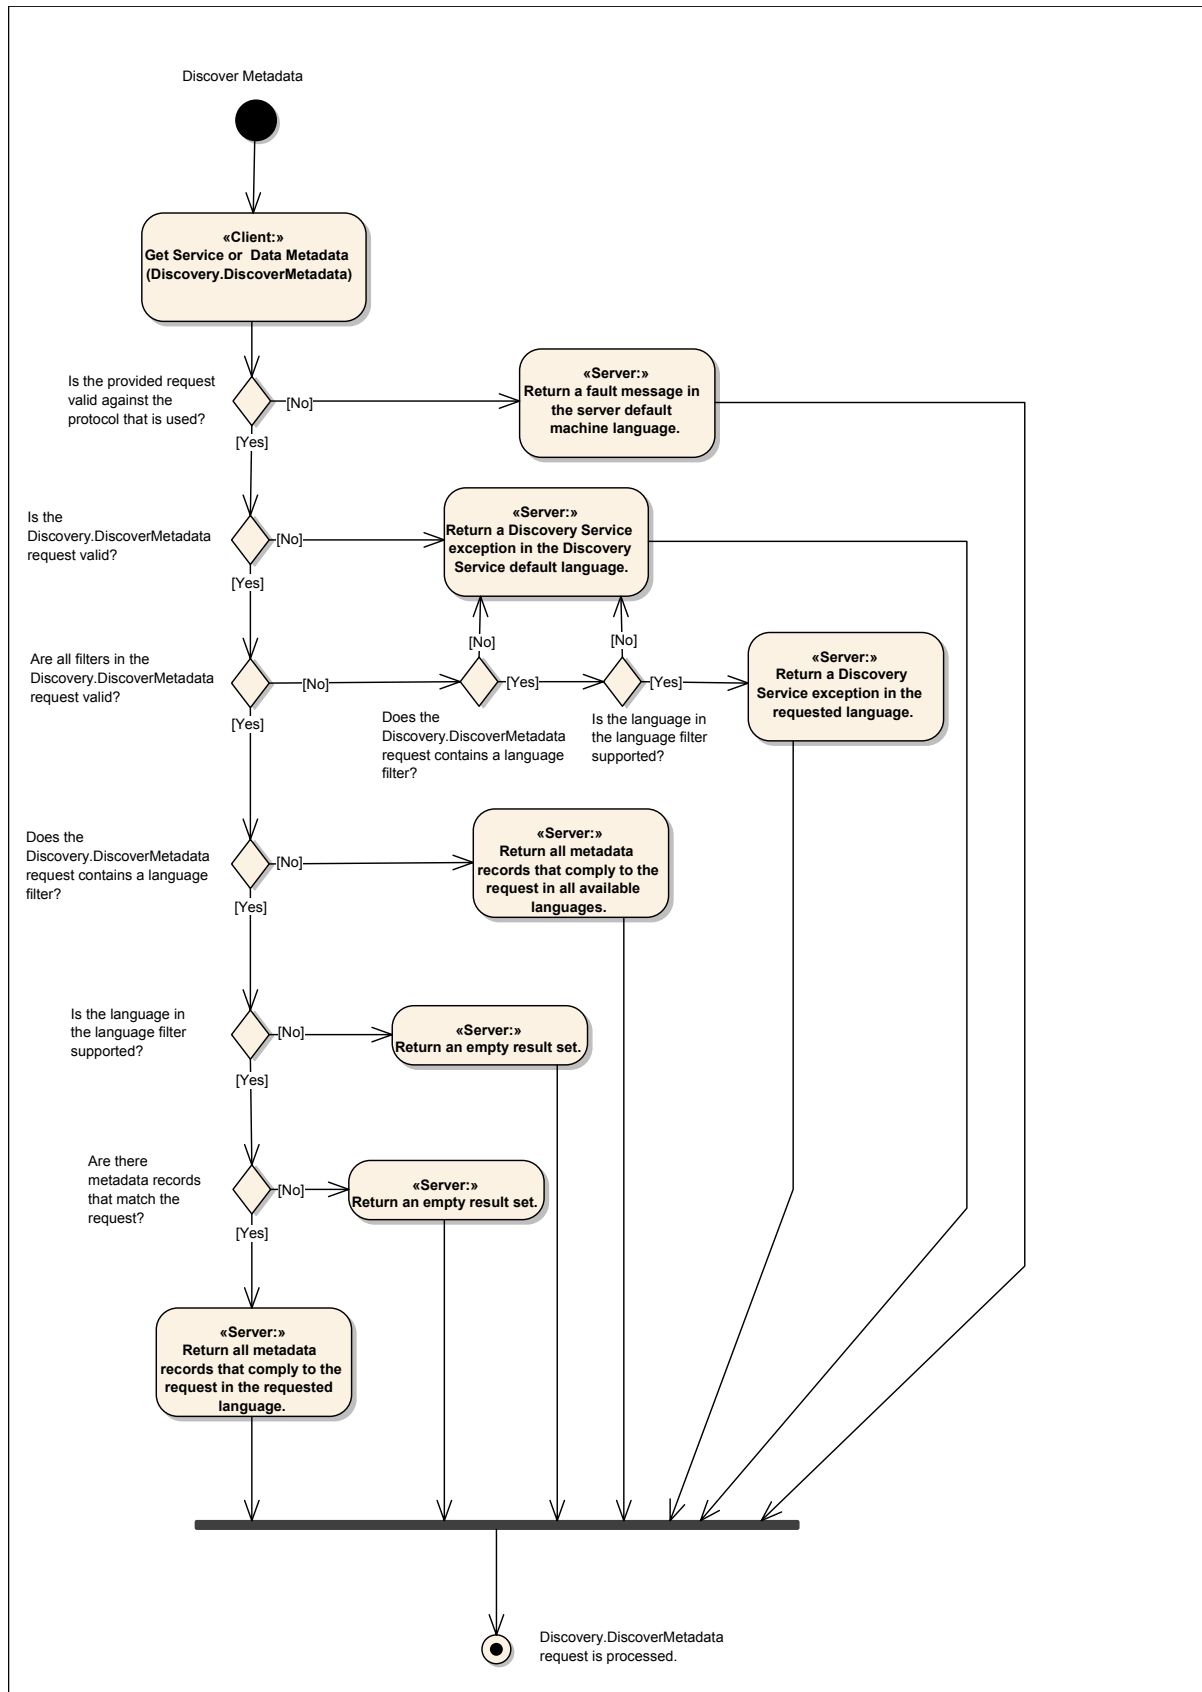 Discover Metadata
«Client:»
Get Service or Data Metadata
(Discovery.DiscoverMetadata)
Is the provided request
valid against the
protocol that is used?
[No]
[Yes]
«Server:»
Return a fault message in
the server default
machine language.
Is the
Discovery.DiscoverMetadata
request valid?
[No]
[Yes]
«Server:»
Return a Discovery Service
exception in the Discovery
Service default language.
Are all filters in the
Discovery.DiscoverMetadata
request valid?
[No]
[Yes]
[No]
[Yes]
Does the
Discovery.DiscoverMetadata
request contains a language
filter?
[No]
[Yes]
Is the language in
the language filter
supported?
«Server:»
Return a Discovery
Service exception in the
requested language.
Does the
Discovery.DiscoverMetadata
request contains a language
filter?
[No]
[Yes]
«Server:»
Return all metadata
records that comply to the
request in all available
languages.
Is the language in
the language filter
supported?
[No]
[Yes]
«Server:»
Return an empty result set.
Are there
metadata records
that match the
request?
[No]
[Yes]
«Server:»
Return an empty result set.
«Server:»
Return all metadata
records that comply to the
request in the requested
language.
Discovery.DiscoverMetadata
request is processed.